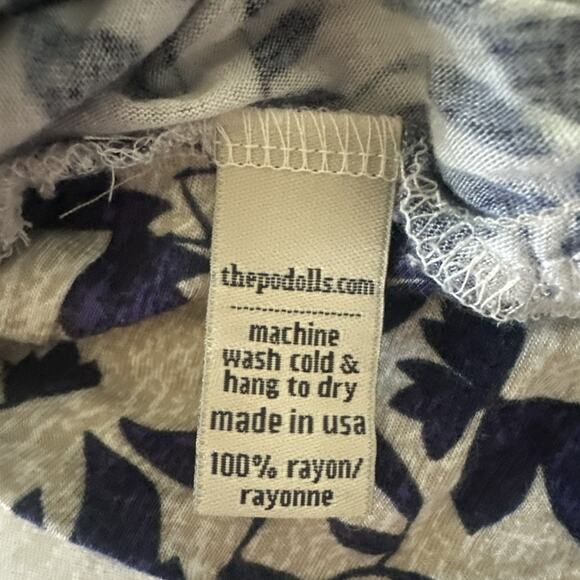 thepodolls.com
machine
wash cold &
hang to dry
made in usa
100% rayon/
rayonne